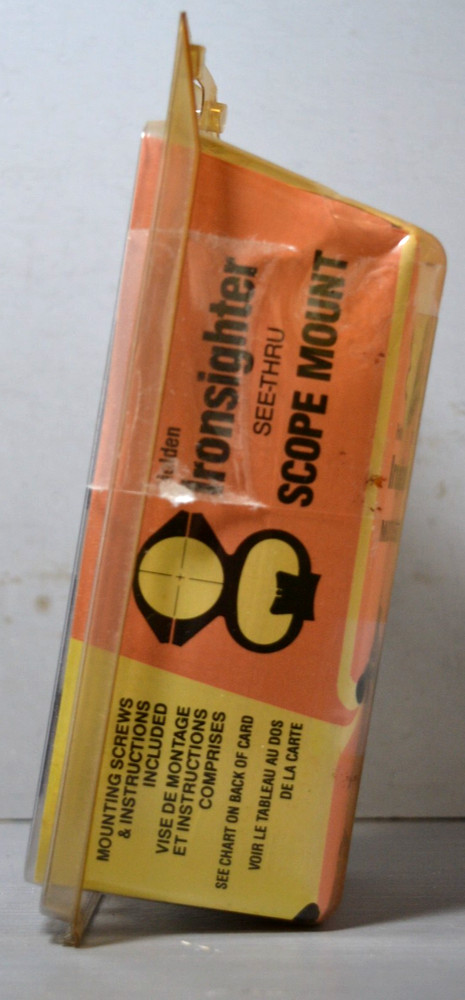 Ironsighter
SEE-THRU
SCOPE MOUNT
MOUNTING SCREWS
& INSTRUCTIONS
INCLUDED
VISE DE MONTAGE
ET INSTRUCTIONS
COMPRISES
SEE CHART ON BACK OF CARD
VOIR LE TABLEAU AU DOS
DE LA CARTE